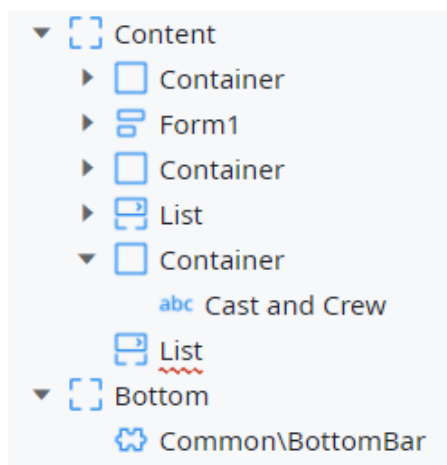 Content
Container
Form1
Container
List
Container
abc Cast and Crew
List
Bottom
Common\BottomBar